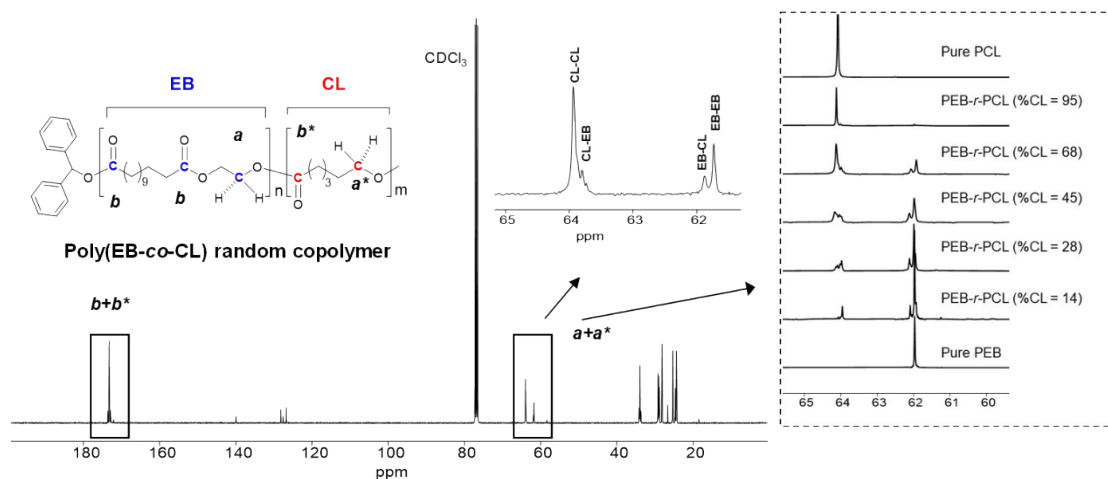 EB
CL
O
O
O
O
O
O
O
H
H
H
H
9
3
n
m
a
b
b
b*
a*
Poly(EB-co-CL) random copolymer
b+b*
CDCl3
CL-CL
CL-EB
EB-CL
EB-EB
65 64 63 62
ppm
a+a*
200 180 160 140 120 100 80 60 40 20
ppm
Pure PCL
PEB-r-PCL (%CL = 95)
PEB-r-PCL (%CL = 68)
PEB-r-PCL (%CL = 45)
PEB-r-PCL (%CL = 28)
PEB-r-PCL (%CL = 14)
Pure PEB
65 64 63 62 61 60